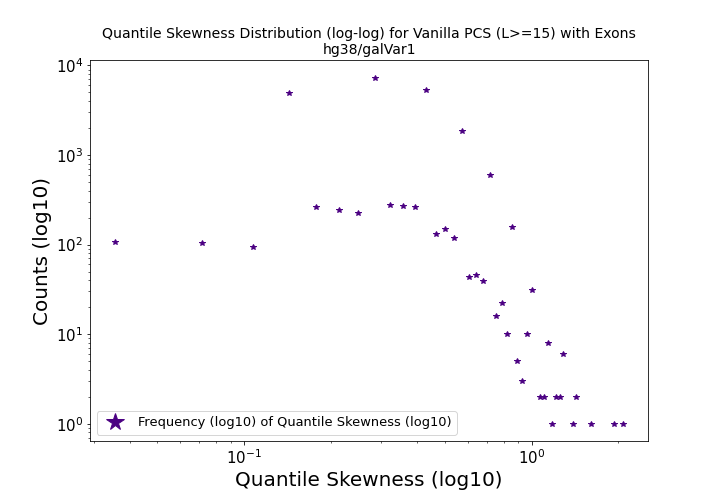 Quantile Skewness Distribution (log-log) for Vanilla PCS (L>=15) with Exons
hg38/galVar1
Counts (log10)
10⁴
10³
10²
10¹
10⁰
Frequency (log10) of Quantile Skewness (log10)
10⁻¹ 10⁰
Quantile Skewness (log10)